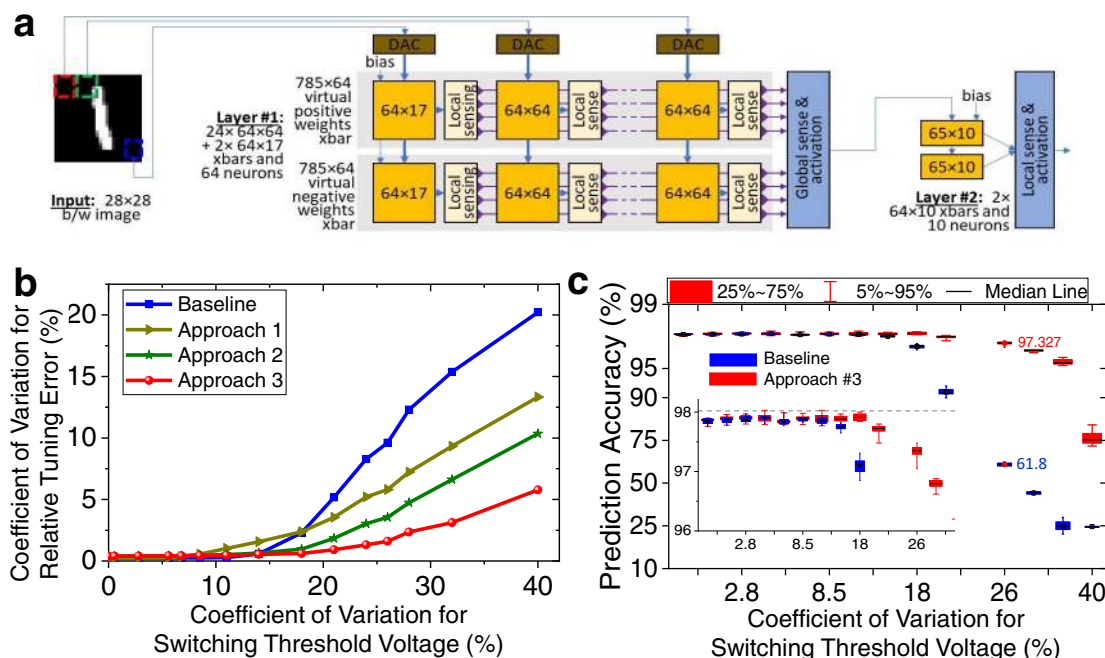 a
DAC
DAC
DAC
bias
785×64
virtual
positive
weights
xbar
64×17
Local
sensing
64×64
Local
sense
64×64
Local
sense
Layer #1:
24× 64×64
+ 2× 64×17
xbars and
64 neurons
785×64
virtual
negative
weights
xbar
64×17
Local
sensing
64×64
Local
sense
64×64
Local
sense
Global sense &
activation
bias
65×10
65×10
Local sense &
activation
Layer #2: 2×
64×10 xbars and
10 neurons
Input: 28×28
b/w image
b
Coefficient of Variation for
Relative Tuning Error (%)
20
15
10
5
0
Baseline
Approach 1
Approach 2
Approach 3
0
10
20
30
40
Coefficient of Variation for
Switching Threshold Voltage (%)
c
25%~75%
5%~95%
Median Line
Prediction Accuracy (%)
99
95
90
75
50
25
10
97.327
Baseline
Approach #3
61.8
98
97
96
2.8
8.5
18
26
2.8
8.5
18
26
40
Coefficient of Variation for
Switching Threshold Voltage (%)